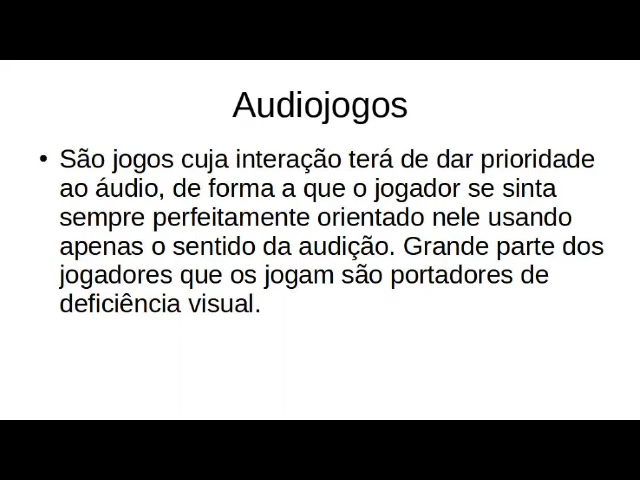 Audiojogos
• São jogos cuja interação terá de dar prioridade
ao áudio, de forma a que o jogador se sinta
sempre perfeitamente orientado nele usando
apenas o sentido da audição. Grande parte dos
jogadores que os jogam são portadores de
deficiência visual.